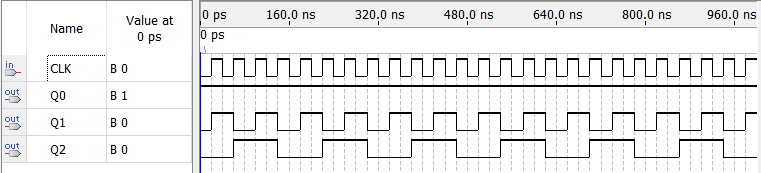 Name
Value at
0 ps
0 ps 160.0 ns 320.0 ns 480.0 ns 640.0 ns 800.0 ns 960.0 ns
0 ps
in CLK B 0
out Q0 B 1
out Q1 B 0
out Q2 B 0